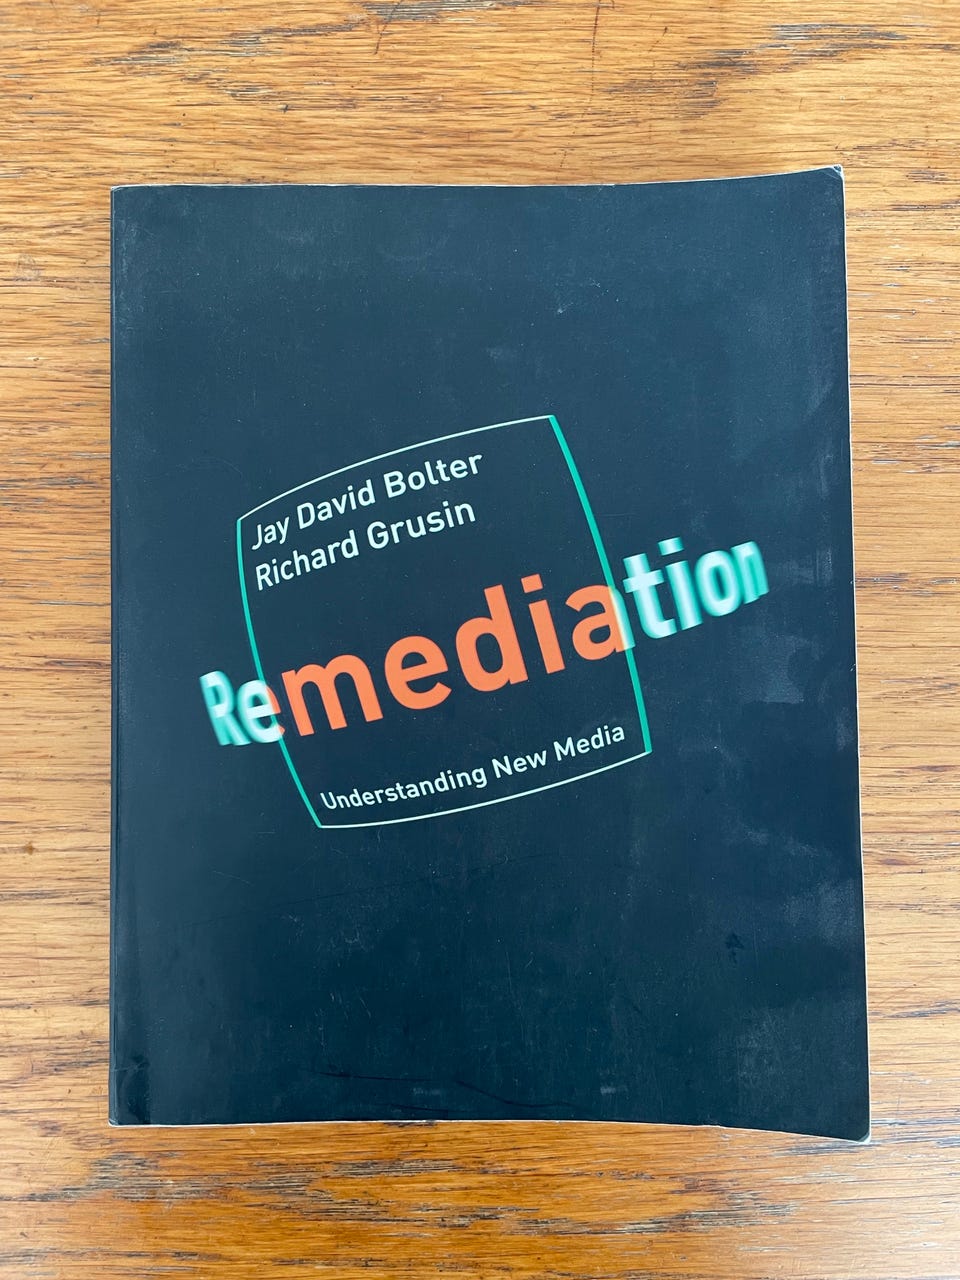 Jay David Bolter
Richard Grusin
Remediation
Understanding New Media